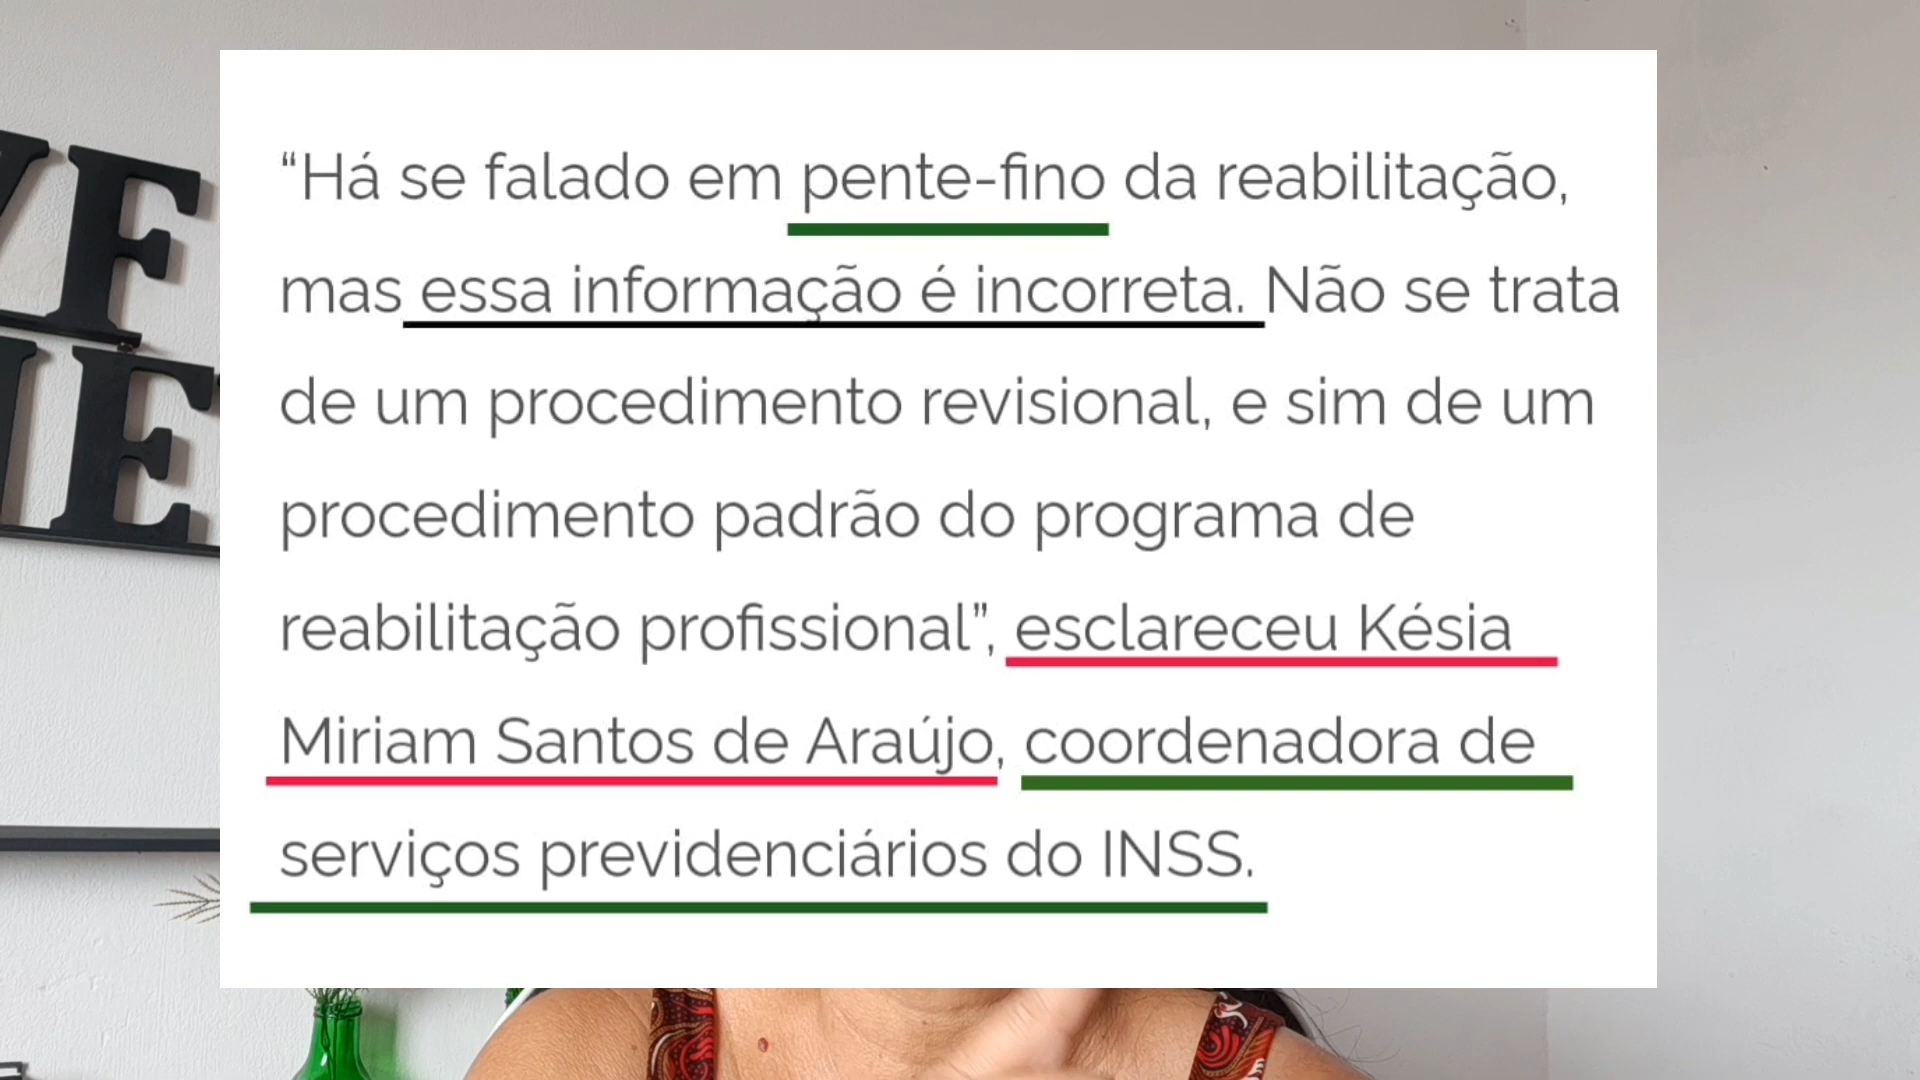 “Há se falado em pente-fino da reabilitação,
mas essa informação é incorreta. Não se trata
de um procedimento revisional, e sim de um
procedimento padrão do programa de
reabilitação profissional”, esclareceu Késia
Miriam Santos de Araújo, coordenadora de
serviços previdenciários do INSS.